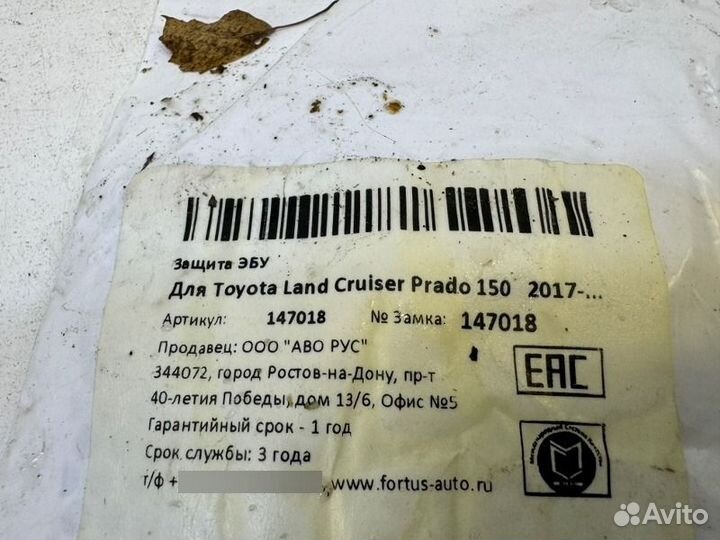 Защита ЭБУ
Для Toyota Land Cruiser Prado 150 2017-...
Артикул: 147018 № Замка: 147018
Продавец: ООО "АВО РУС"
344072, город Ростов-на-Дону, пр-т
40-летия Победы, дом 13/6, Офис №5
Гарантийный срок - 1 год
Срок службы: 3 года
т/ф + , www.fortus-auto.ru
EAC
Avito